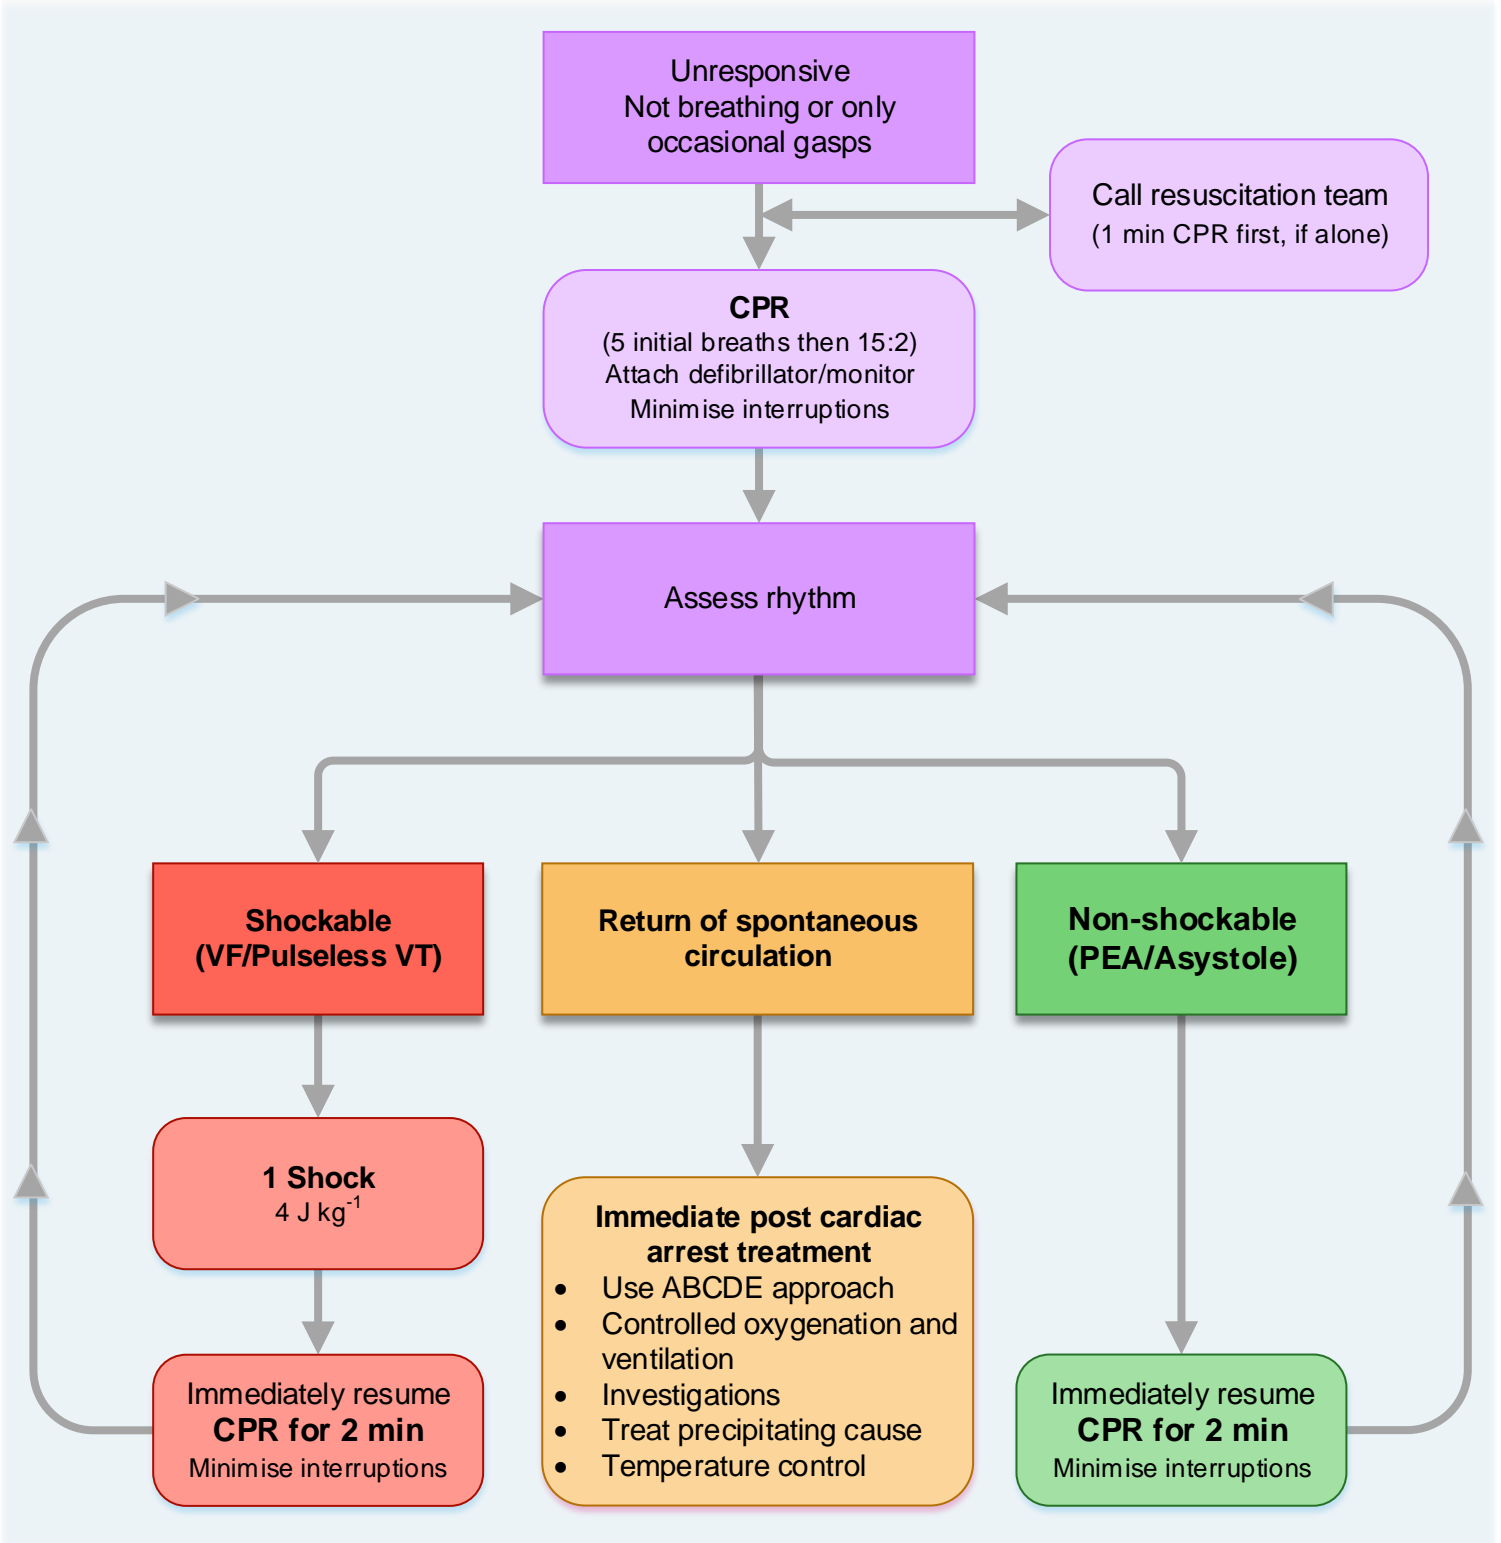 Unresponsive
Not breathing or only
occasional gasps
Call resuscitation team
(1 min CPR first, if alone)
CPR
(5 initial breaths then 15:2)
Attach defibrillator/monitor
Minimise interruptions
Assess rhythm
Shockable
(VF/Pulseless VT)
Return of spontaneous
circulation
Non-shockable
(PEA/Asystole)
1 Shock
4 J kg⁻¹
Immediate post cardiac
arrest treatment
• Use ABCDE approach
• Controlled oxygenation and
ventilation
• Investigations
• Treat precipitating cause
• Temperature control
Immediately resume
CPR for 2 min
Minimise interruptions
Immediately resume
CPR for 2 min
Minimise interruptions